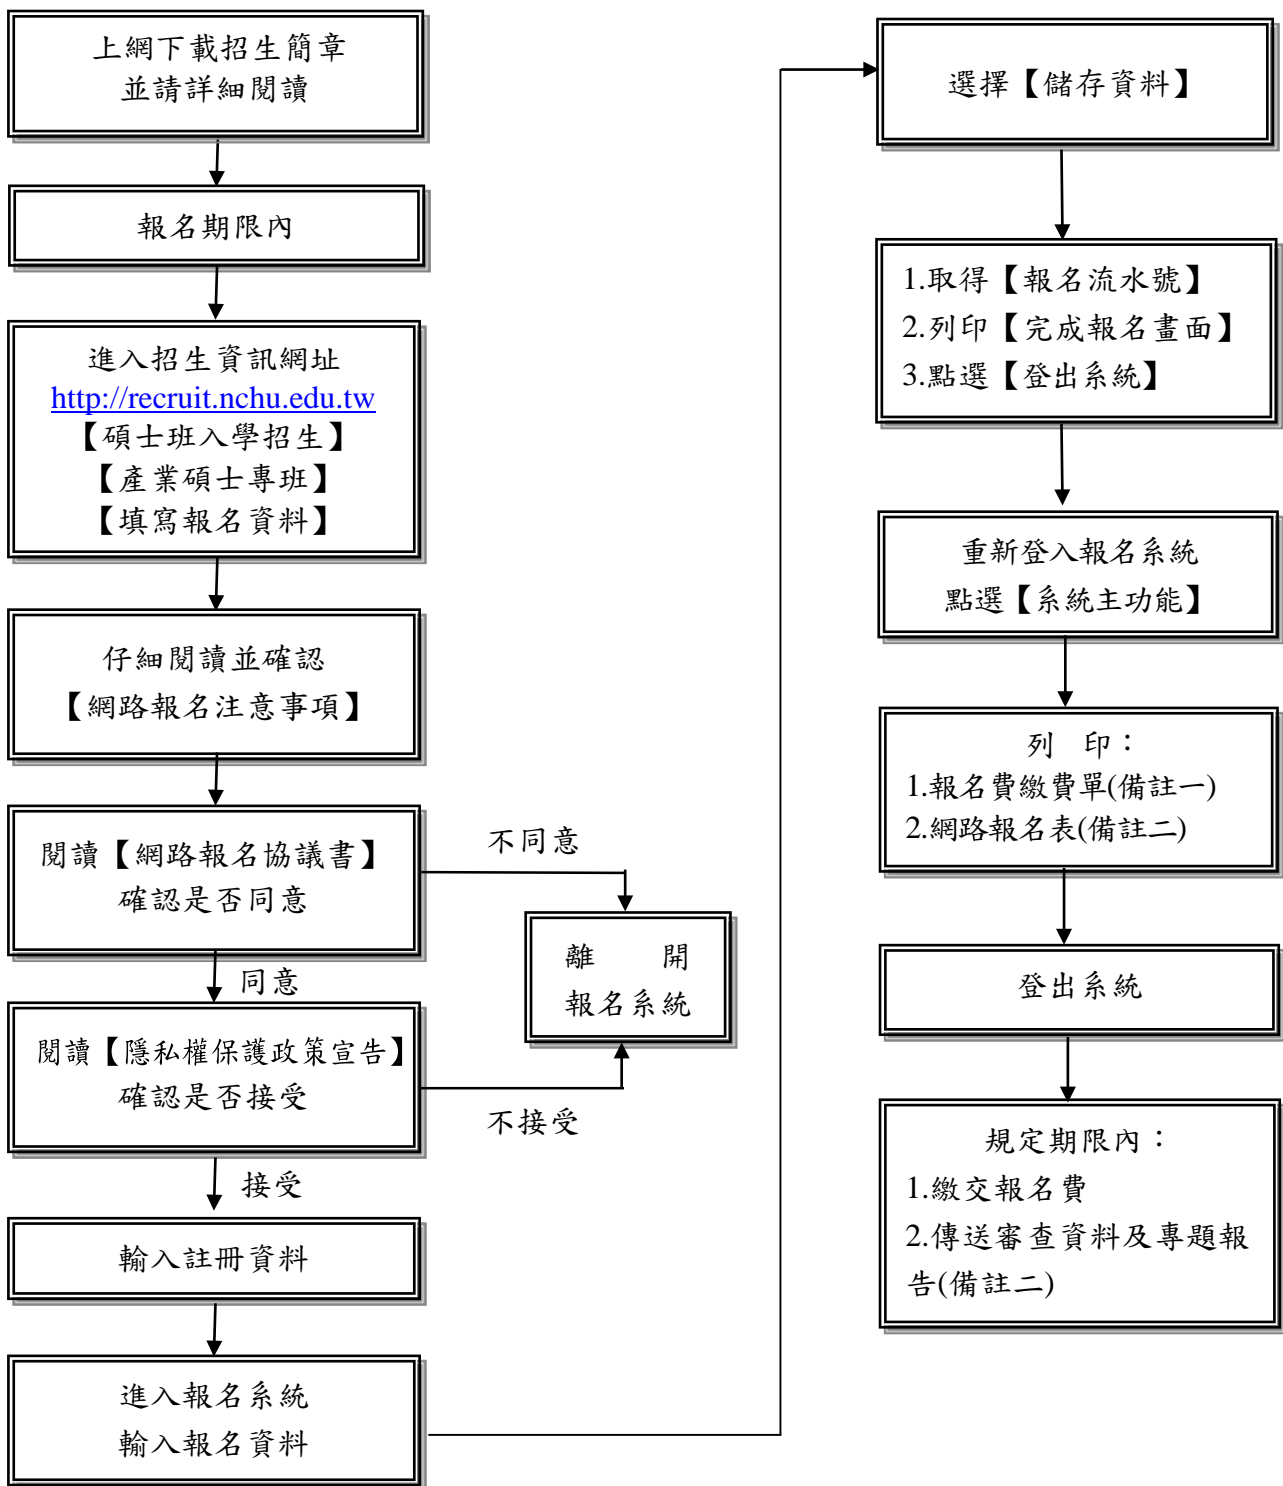 上網下載招生簡章
並請詳細閱讀
報名期限內
進入招生資訊網址
http://recruit.nchu.edu.tw
【碩士班入學招生】
【產業碩士專班】
【填寫報名資料】
仔細閱讀並確認
【網路報名注意事項】
閱讀【網路報名協議書】
確認是否同意
不同意
離　　開
報名系統
同意
閱讀【隱私權保護政策宣告】
確認是否接受
不接受
接受
輸入註冊資料
進入報名系統
輸入報名資料
選擇【儲存資料】
1.取得【報名流水號】
2.列印【完成報名畫面】
3.點選【登出系統】
重新登入報名系統
點選【系統主功能】
列　印：
1.報名費繳費單(備註一)
2.網路報名表(備註二)
登出系統
規定期限內：
1.繳交報名費
2.傳送審查資料及專題報
告(備註二)